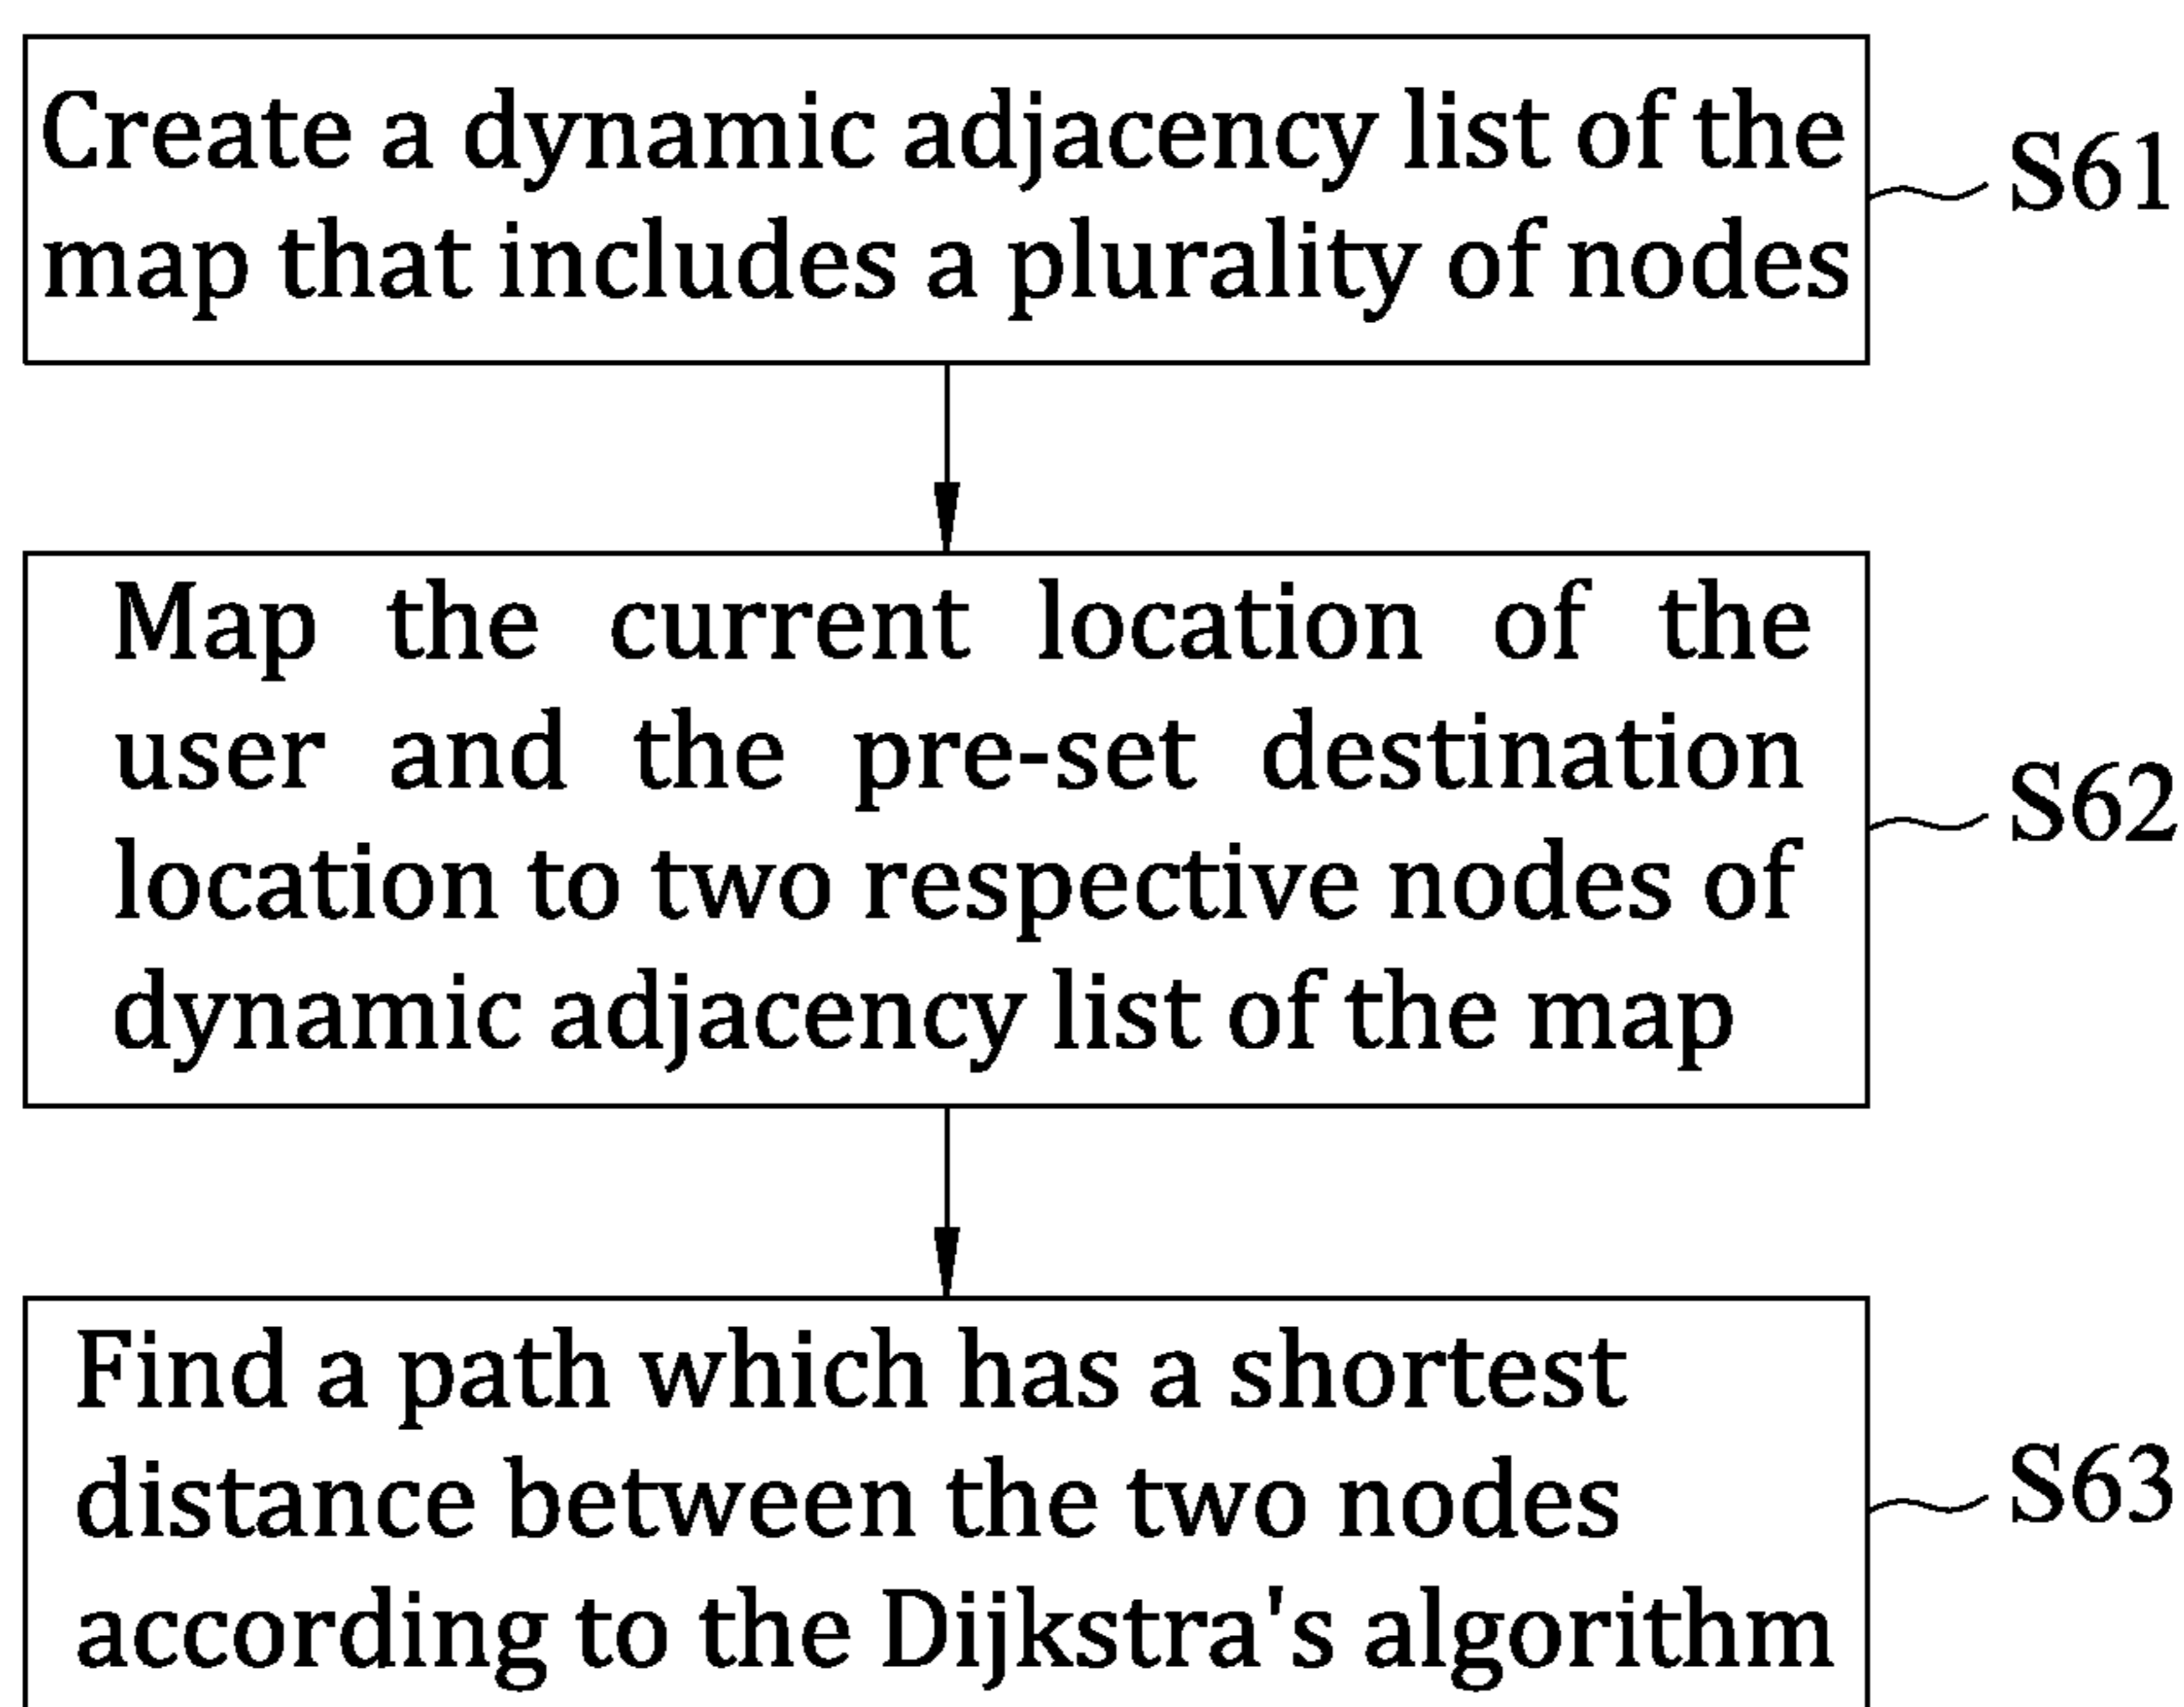 Create a dynamic adjacency list of the
map that includes a plurality of nodes
S61
Map the current location of the
user and the pre-set destination
location to two respective nodes of
dynamic adjacency list of the map
S62
Find a path which has a shortest
distance between the two nodes
according to the Dijkstra's algorithm
S63